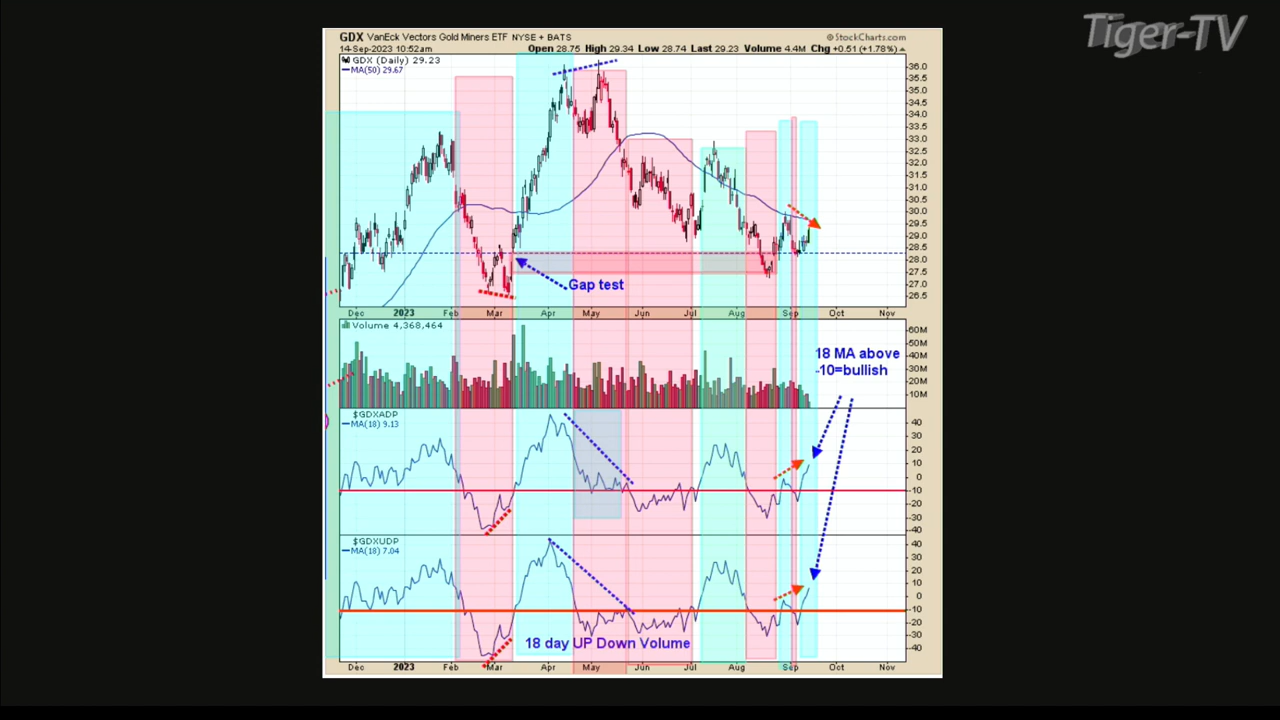 Tiger-TV
GDX VanEck Vectors Gold Miners ETF NYSE + BATS
© StockCharts.com
14-Sep-2023 10:52am
Open 28.75 High 29.34 Low 28.74 Last 29.23 Volume 4.4M Chg +0.51 (+1.78%)
GDX (Daily) 29.23
MA(50) 29.67
36.0
35.5
34.5
33.5
33.0
32.5
32.0
31.5
31.0
30.5
30.0
29.5
29.0
28.5
28.0
27.5
27.0
26.5
Gap test
Dec 2023 Feb Mar Apr May Jun Jul Aug Sep Oct Nov
Volume 4,368,464
60M
50M
40M
30M
20M
10M
18 MA above
-10=bullish
$GDXADP
MA(18) 9.13
40
30
20
10
0
-10
-20
-30
-40
$GDXUDP
MA(18) 7.04
40
30
20
10
0
-10
-20
-30
-40
18 day UP Down Volume
Dec 2023 Feb Mar Apr May Jun Jul Aug Sep Oct Nov